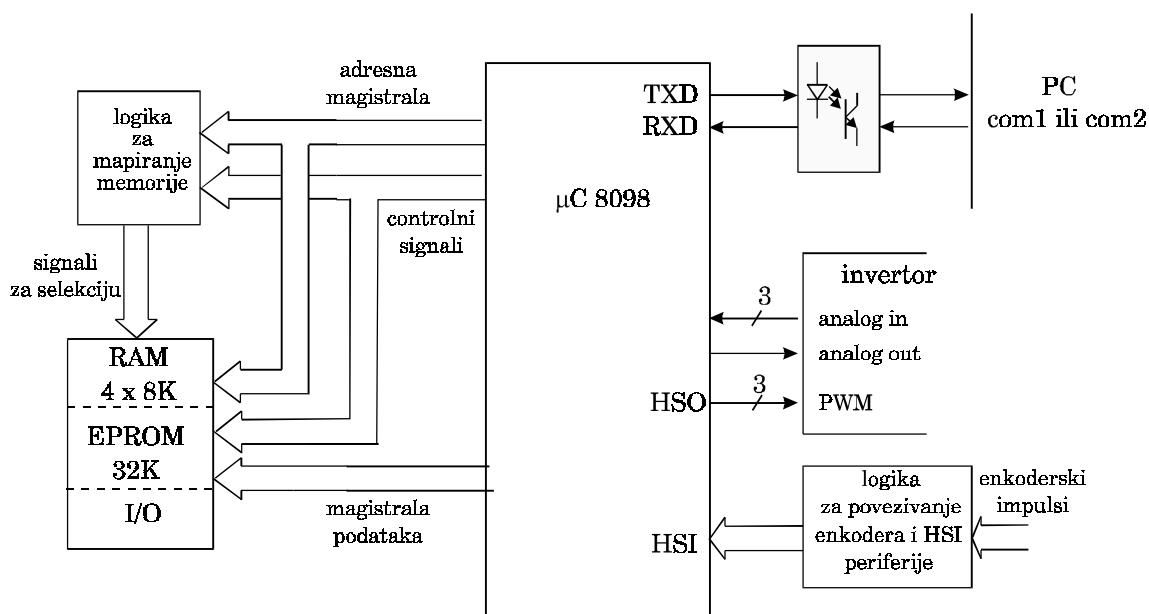 adresna
magistrala
logika
za
mapiranje
memorije
TXD
RXD
PC
com1 ili com2
µC 8098
controlni
signali
signali
za selekciju
invertor
3
analog in
analog out
RAM
4 x 8K
3
HSO
PWM
EPROM
32K
I/O
magistrala
podataka
HSI
logika
za povezivanje
enkodera i HSI
periferije
enkoderski
impulsi